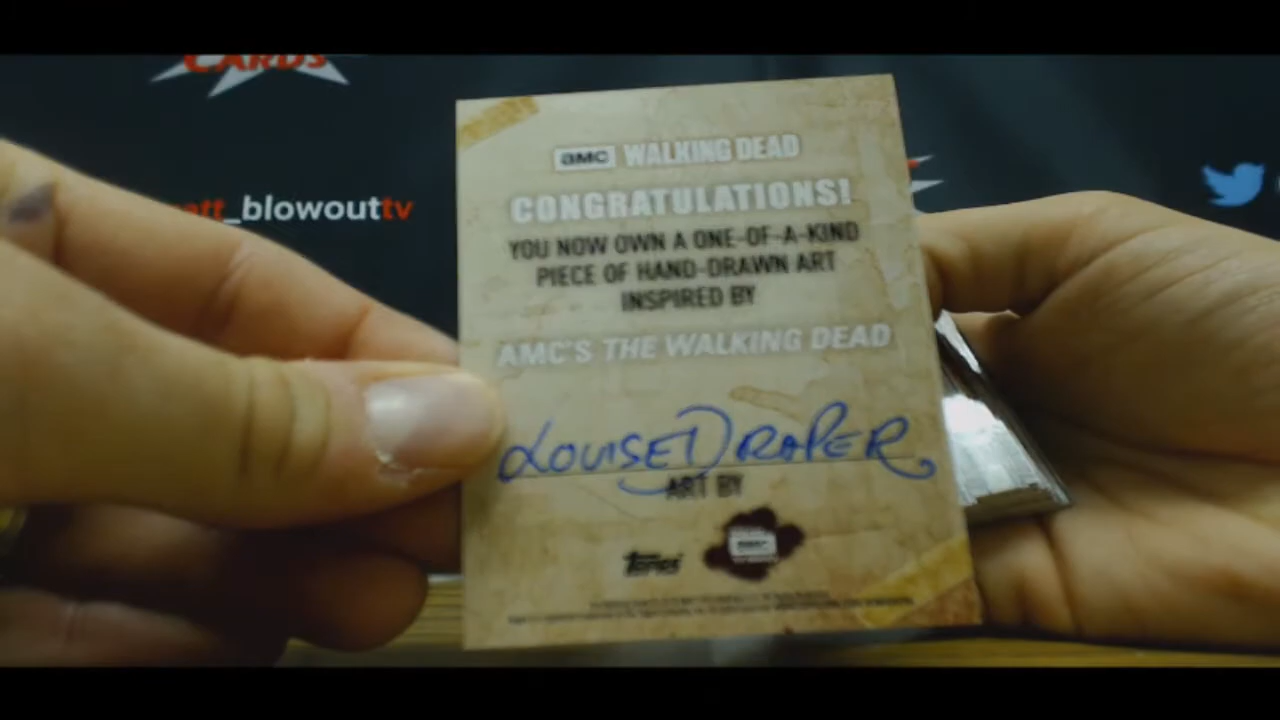 CARDS
_blowouttv
amc WALKING DEAD
CONGRATULATIONS!
YOU NOW OWN A ONE-OF-A-KIND
PIECE OF HAND-DRAWN ART
INSPIRED BY
AMC'S THE WALKING DEAD
LOUISE DRAPER
ART BY
Topps